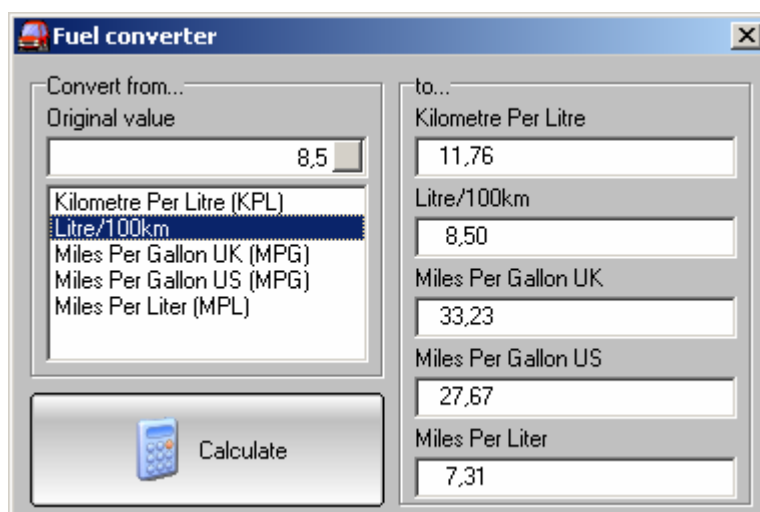 Fuel converter
Convert from...
Original value
8,5
Kilometre Per Litre (KPL)
Litre/100km
Miles Per Gallon UK (MPG)
Miles Per Gallon US (MPG)
Miles Per Liter (MPL)
Calculate
to...
Kilometre Per Litre
11,76
Litre/100km
8,50
Miles Per Gallon UK
33,23
Miles Per Gallon US
27,67
Miles Per Liter
7,31